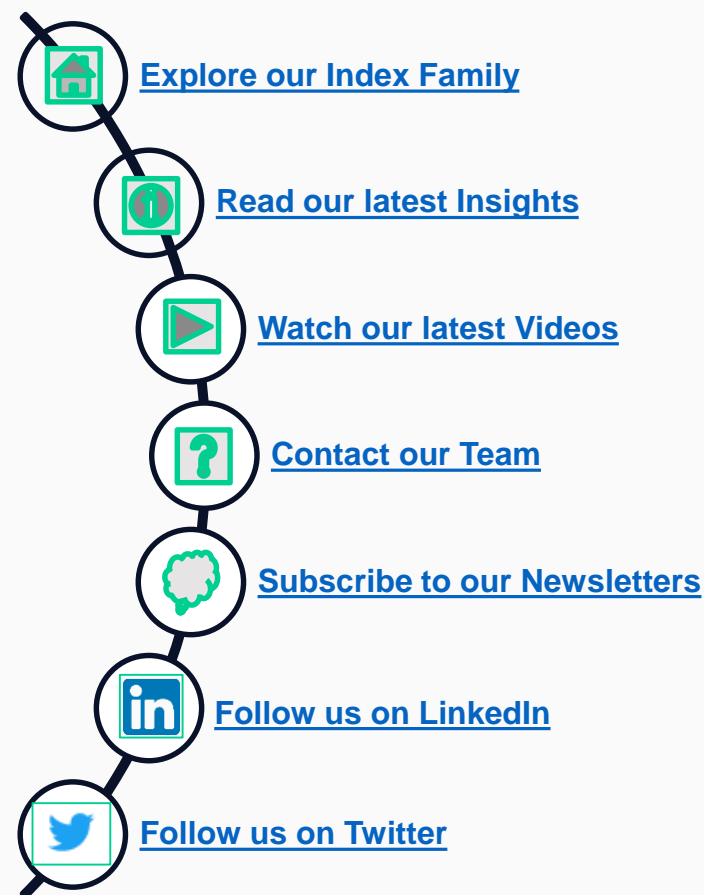 Explore our Index Family
Read our latest Insights
Watch our latest Videos
?
Contact our Team
Subscribe to our Newsletters
in
Follow us on LinkedIn
Follow us on Twitter